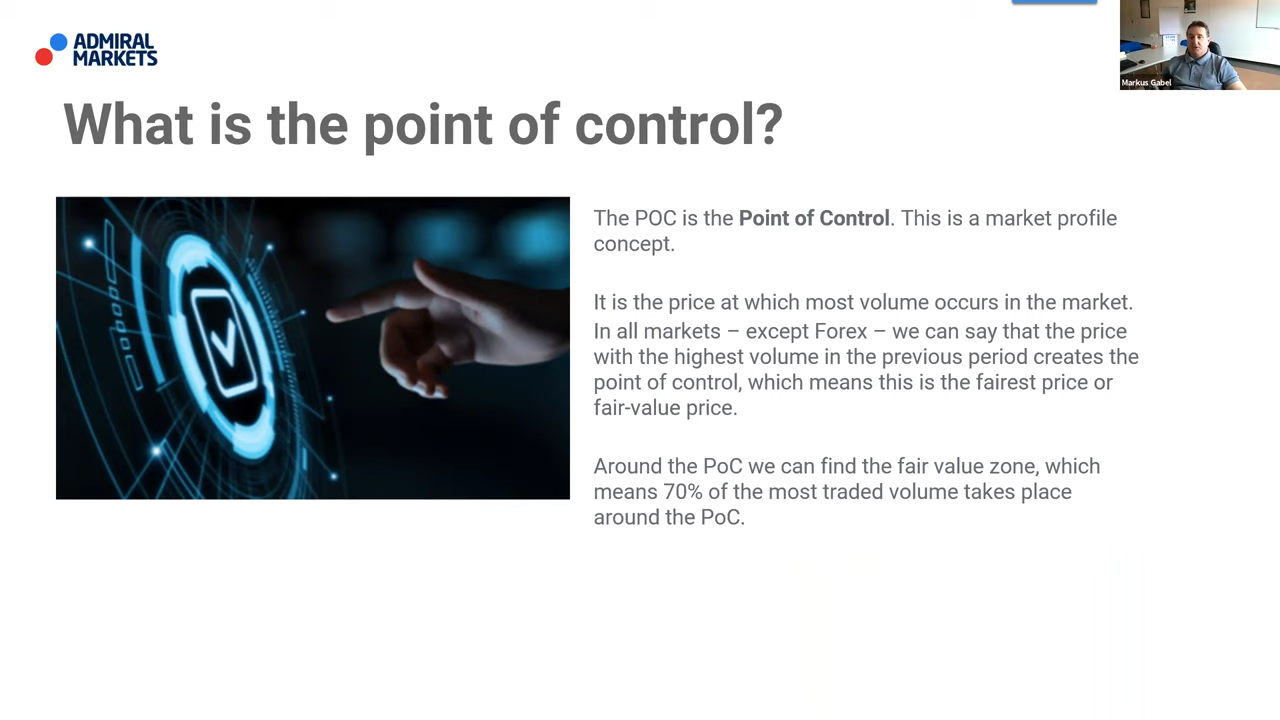 ADMIRAL
MARKETS
Markus Gabel
What is the point of control?
The POC is the Point of Control. This is a market profile
concept.
It is the price at which most volume occurs in the market.
In all markets – except Forex – we can say that the price
with the highest volume in the previous period creates the
point of control, which means this is the fairest price or
fair-value price.
Around the PoC we can find the fair value zone, which
means 70% of the most traded volume takes place
around the PoC.